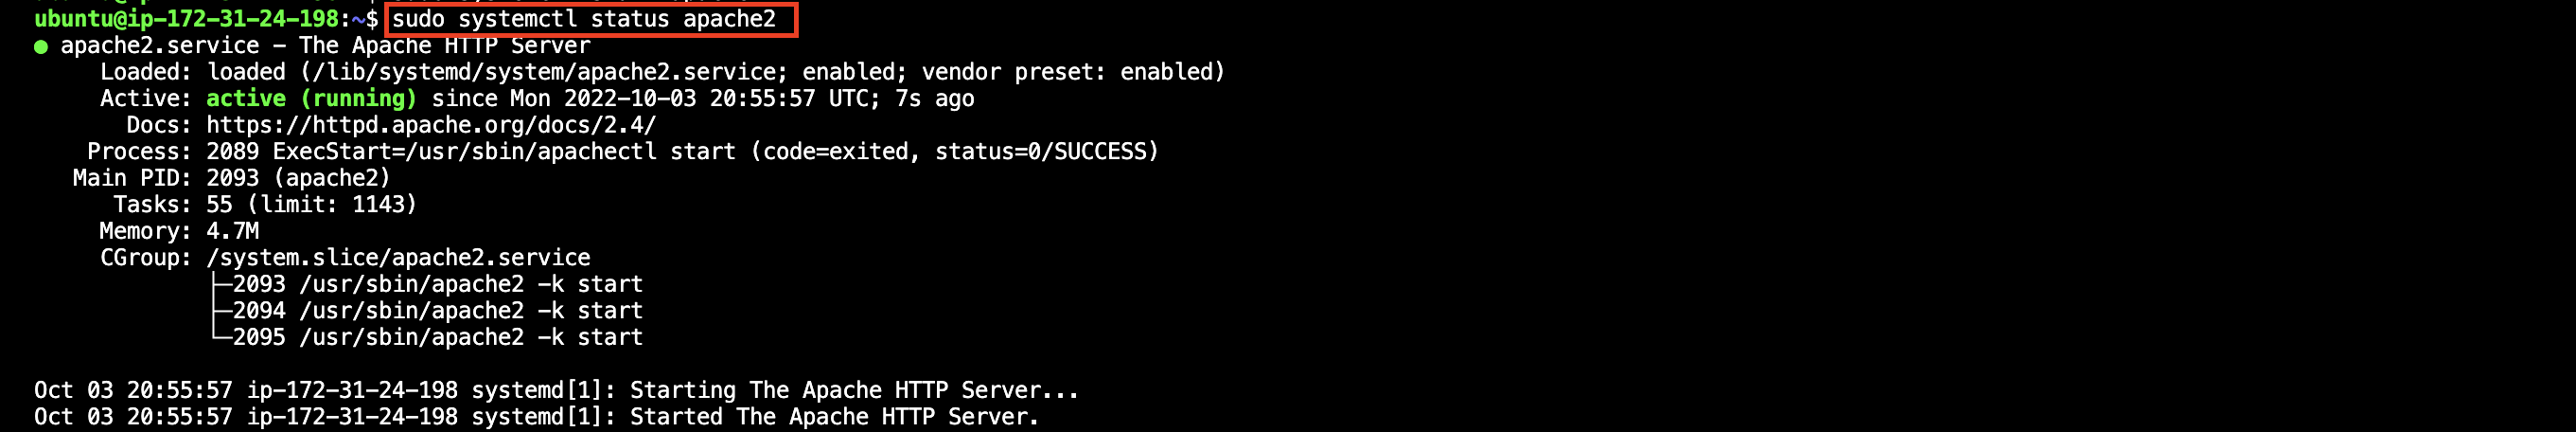 ubuntu@ip-172-31-24-198:~$ sudo systemctl status apache2
● apache2.service – The Apache HTTP Server
Loaded: loaded (/lib/systemd/system/apache2.service; enabled; vendor preset: enabled)
Active: active (running) since Mon 2022-10-03 20:55:57 UTC; 7s ago
Docs: https://httpd.apache.org/docs/2.4/
Process: 2089 ExecStart=/usr/sbin/apachectl start (code=exited, status=0/SUCCESS)
Main PID: 2093 (apache2)
Tasks: 55 (limit: 1143)
Memory: 4.7M
CGroup: /system.slice/apache2.service
├─2093 /usr/sbin/apache2 -k start
├─2094 /usr/sbin/apache2 -k start
└─2095 /usr/sbin/apache2 -k start
Oct 03 20:55:57 ip-172-31-24-198 systemd[1]: Starting The Apache HTTP Server...
Oct 03 20:55:57 ip-172-31-24-198 systemd[1]: Started The Apache HTTP Server.